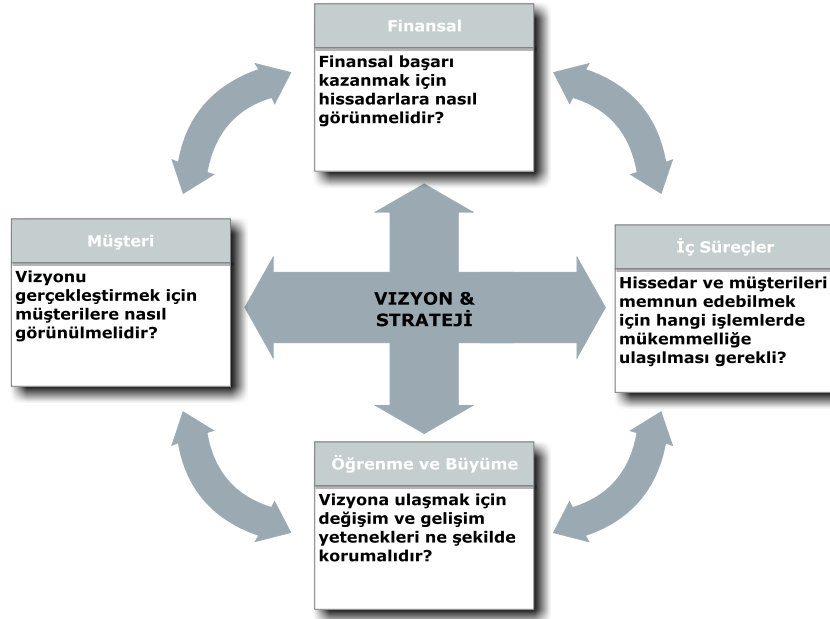 Finansal
Finansal başarı
kazanmak için
hissadarlara nasıl
görünmelidir?
Müşteri
Vizyonu
gerçekleştirmek için
müşterilere nasıl
görünülmelidir?
VIZYON &
STRATEJİ
İç Süreçler
Hissedar ve müşterileri
memnun edebilmek
için hangi işlemlerde
mükemmelliğe
ulaşılması gerekli?
Öğrenme ve Büyüme
Vizyona ulaşmak için
değişim ve gelişim
yetenekleri ne şekilde
korumalıdır?